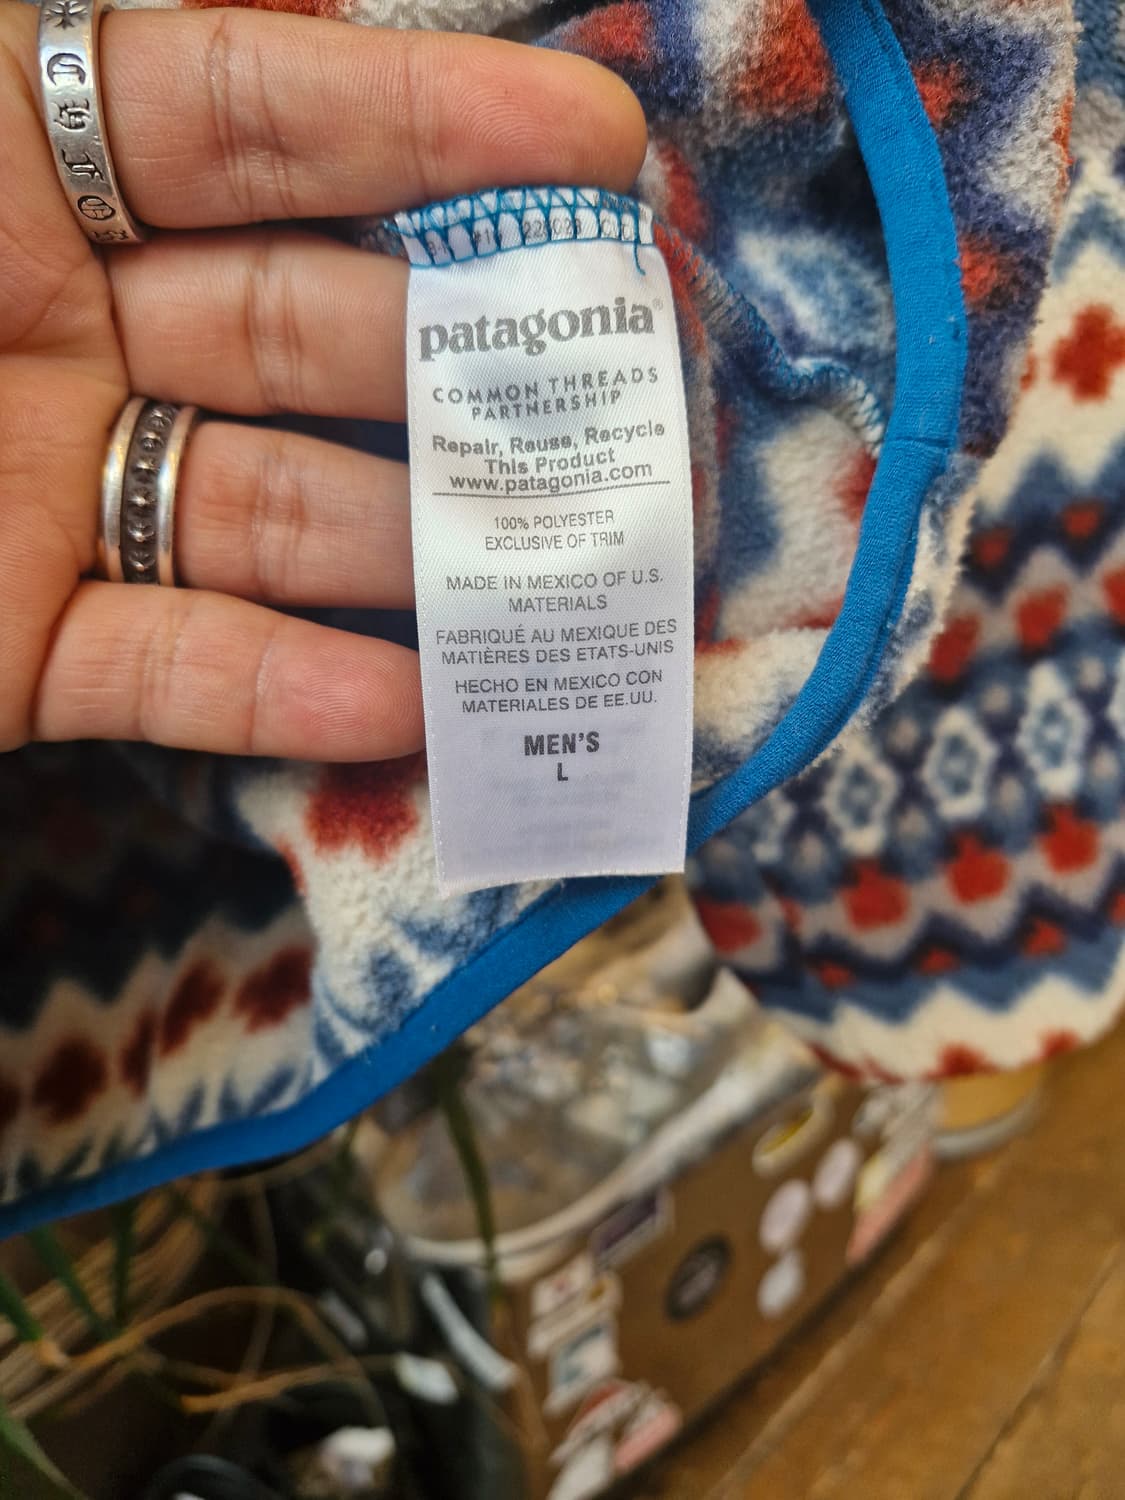 patagonia®
COMMON THREADS
PARTNERSHIP
Repair, Reuse, Recycle
This Product
www.patagonia.com
100% POLYESTER
EXCLUSIVE OF TRIM
MADE IN MEXICO OF U.S.
MATERIALS
FABRIQUÉ AU MEXIQUE DES
MATIÈRES DES ETATS-UNIS
HECHO EN MEXICO CON
MATERIALES DE EE.UU.
MEN'S
L